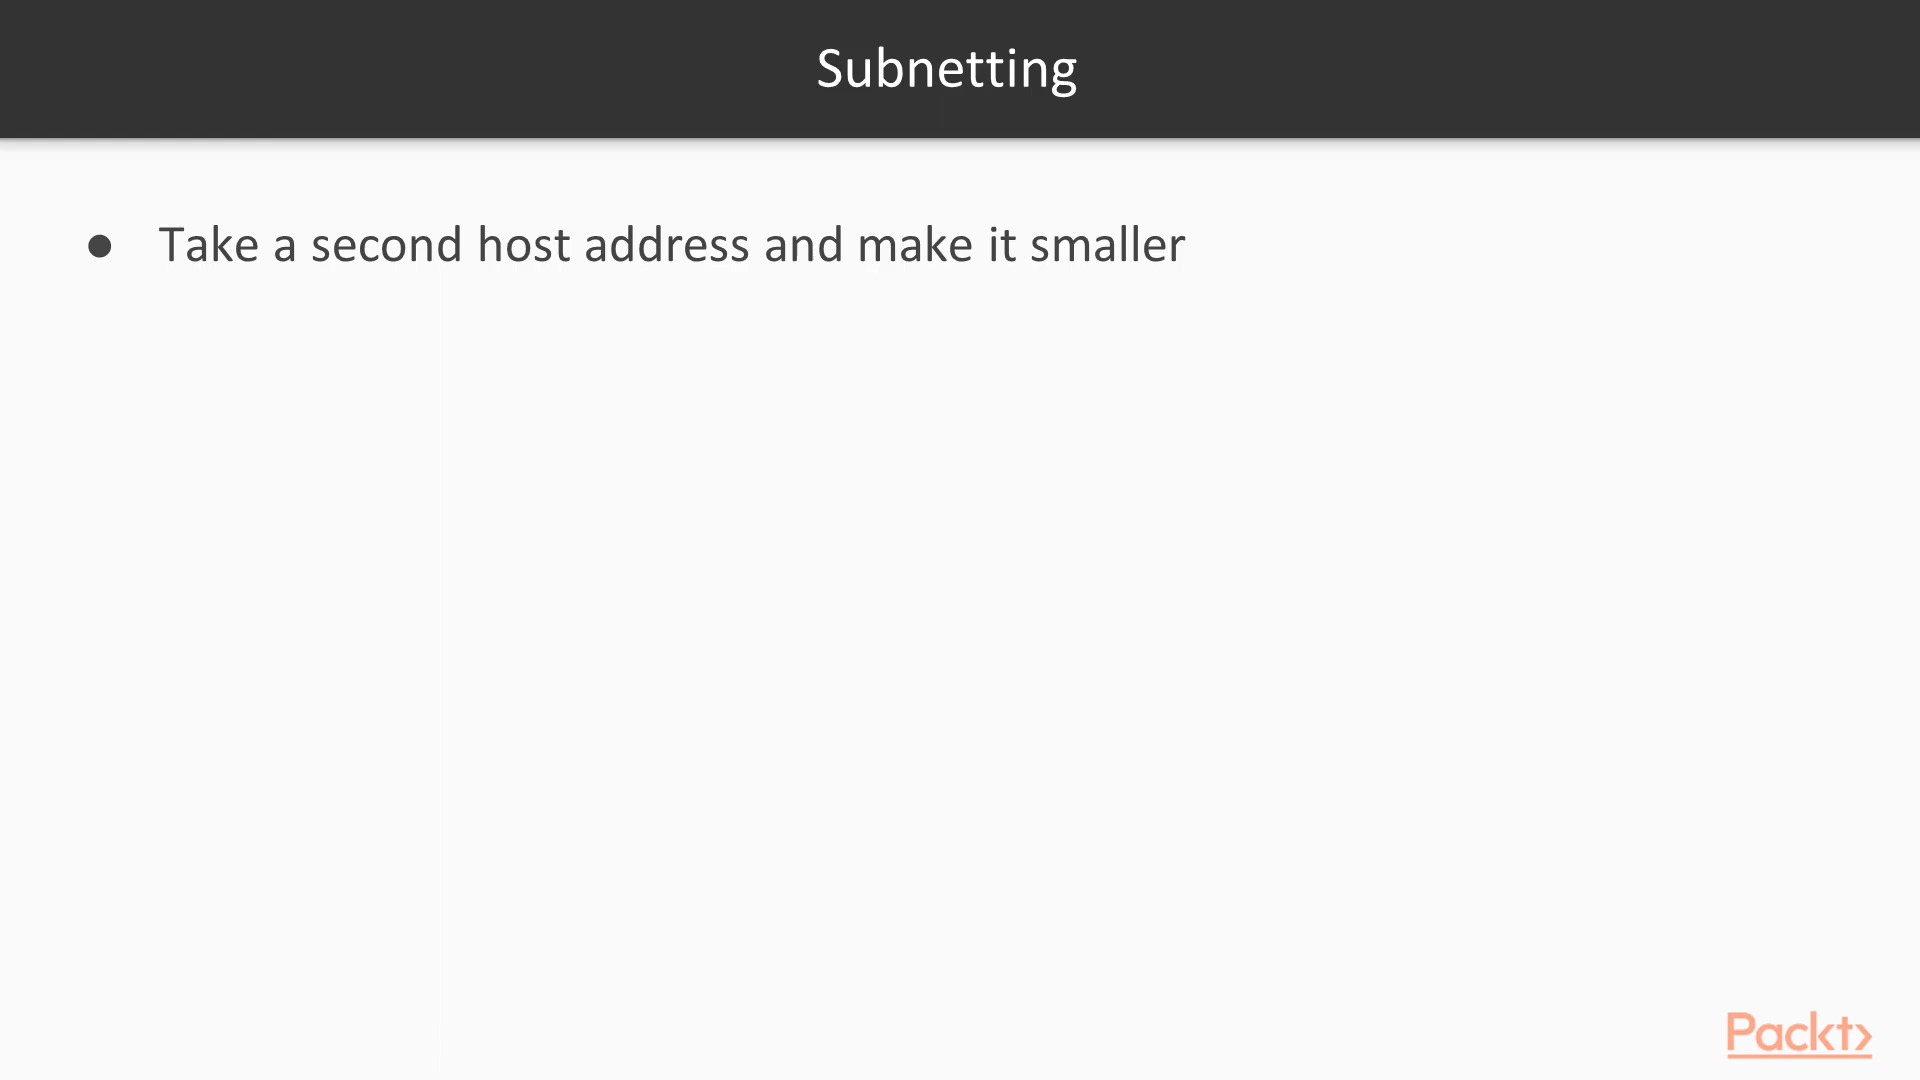 Subnetting
● Take a second host address and make it smaller
Packt>